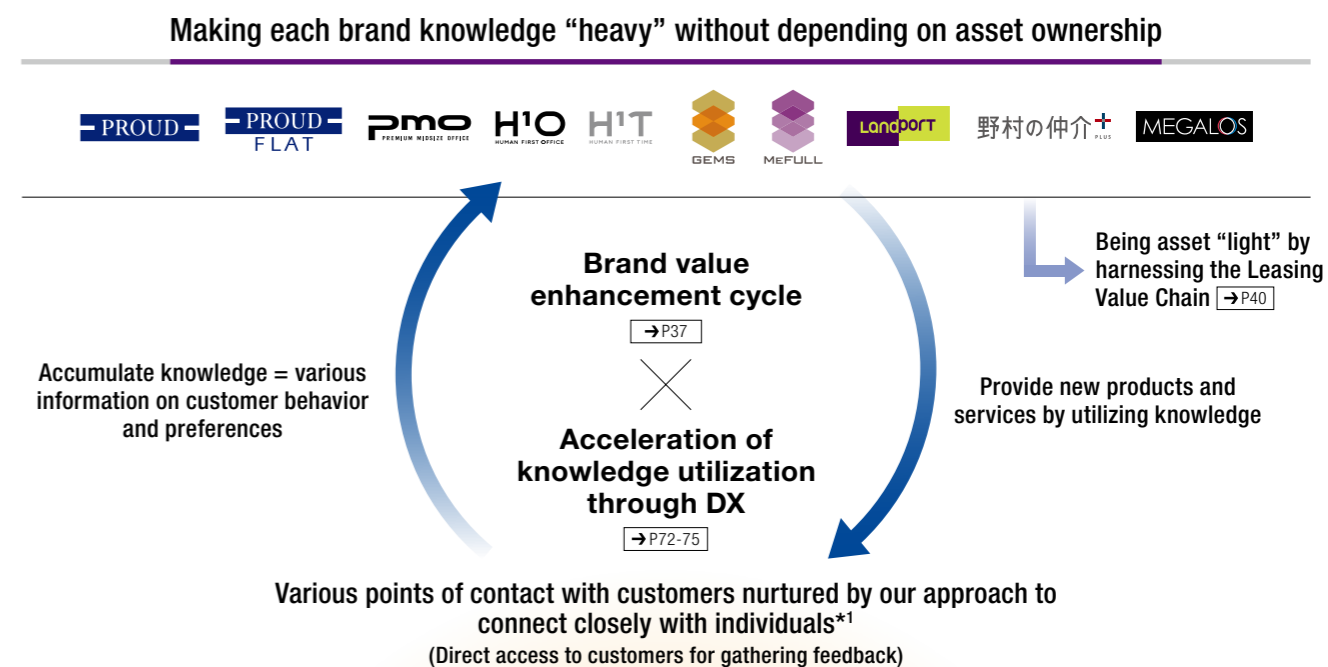 Making each brand knowledge “heavy” without depending on asset ownership
PROUD
PROUD
FLAT
PMO
PREMIUM MIDSIZE OFFICE
H¹O
HUMAN FIRST OFFICE
H¹T
HUMAN FIRST TIME
GEMS
MEFULL
Landport
野村の仲介+
PLUS
MEGALOS
Being asset “light” by
harnessing the Leasing
Value Chain →P40
Brand value
enhancement cycle
→P37
Accumulate knowledge = various
information on customer behavior
and preferences
Provide new products and
services by utilizing knowledge
Acceleration of
knowledge utilization
through DX
→P72-75
Various points of contact with customers nurtured by our approach to
connect closely with individuals*1
(Direct access to customers for gathering feedback)